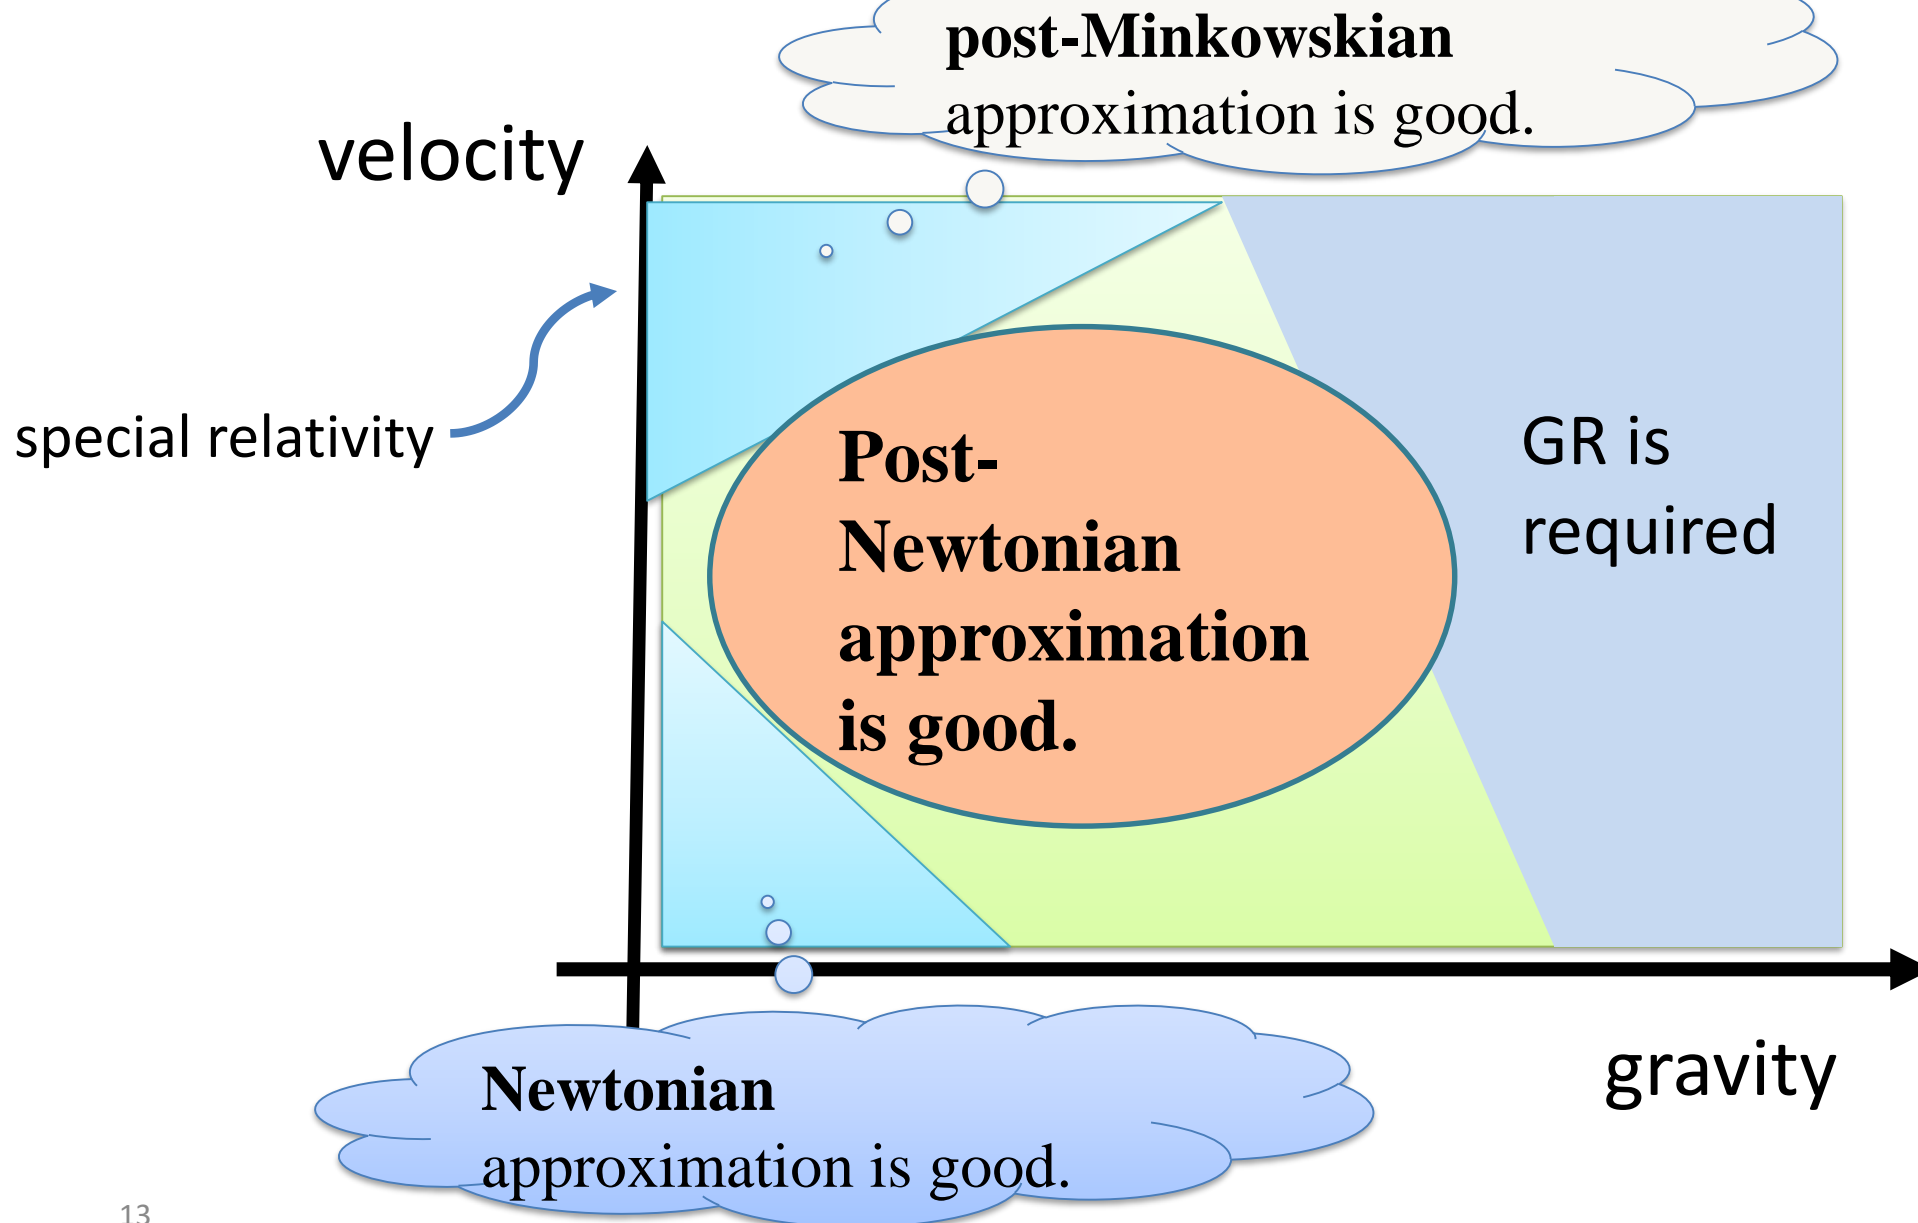 post-Minkowskian
approximation is good.
velocity
special relativity
Post-
Newtonian
approximation
is good.
GR is
required
gravity
Newtonian
approximation is good.
13